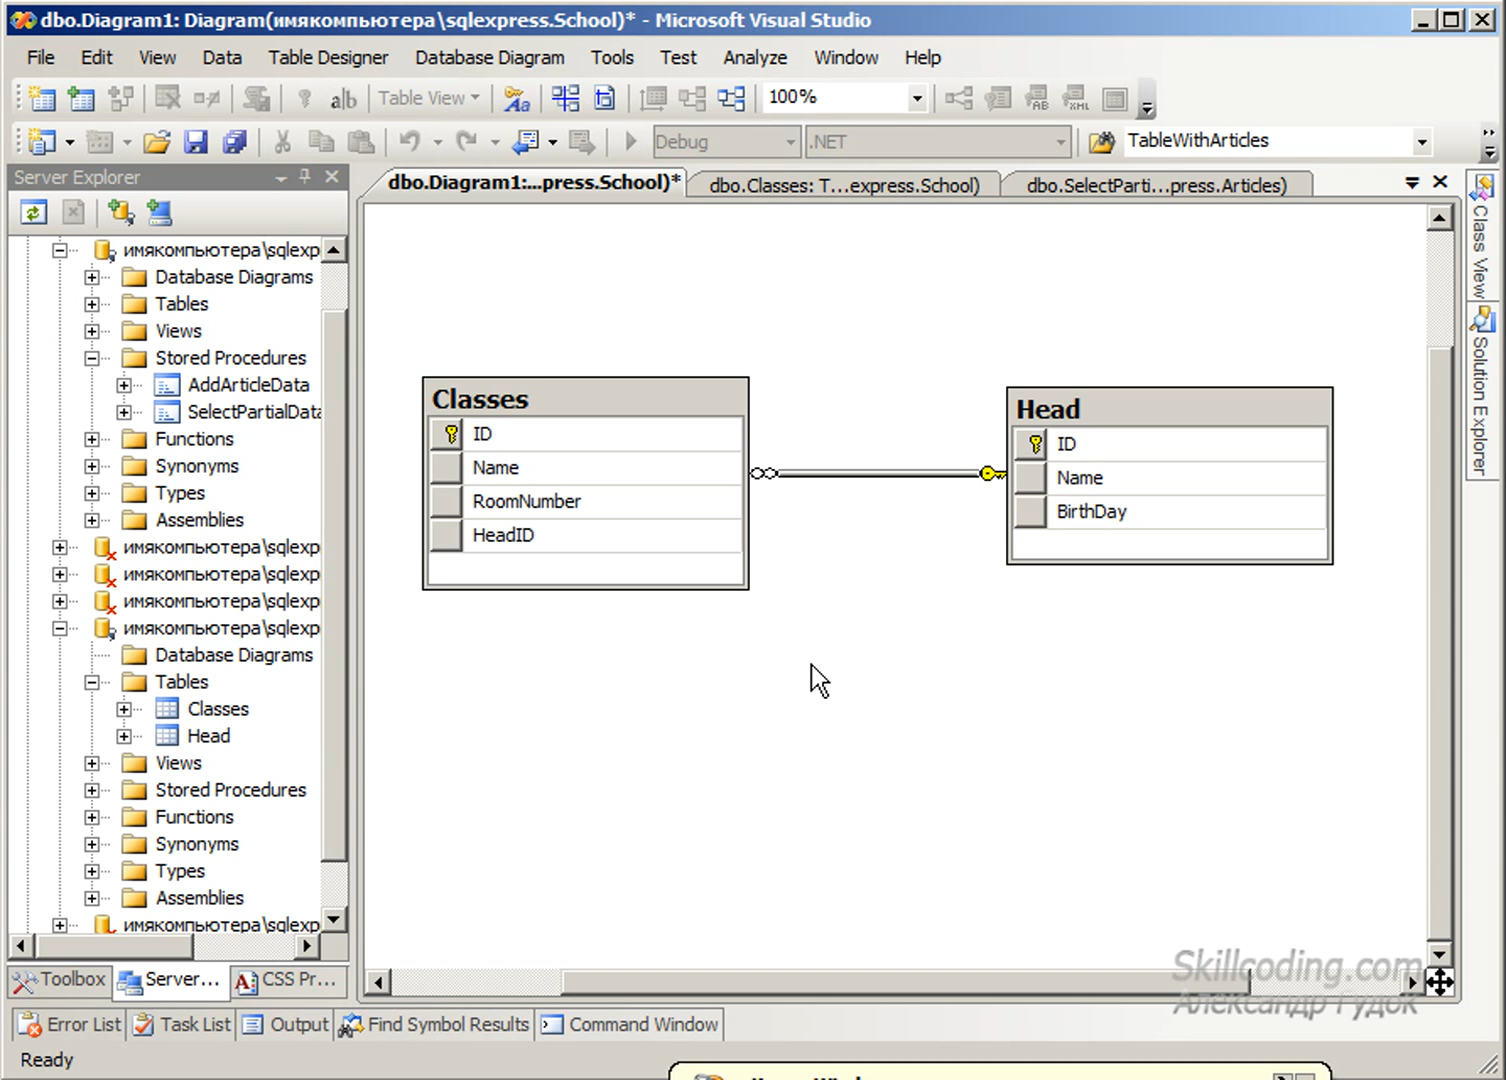 dbo.Diagram1: Diagram(имякомпьютера\sqlexpress.School)* - Microsoft Visual Studio
File Edit View Data Table Designer Database Diagram Tools Test Analyze Window Help
a|b Table View 100%
Debug .NET TableWithArticles
Server Explorer
dbo.Diagram1:...press.School)* dbo.Classes: T...express.School) dbo.SelectParti...press.Articles)
имякомпьютера\sqlexp
Database Diagrams
Tables
Views
Stored Procedures
AddArticleData
SelectPartialData
Functions
Synonyms
Types
Assemblies
имякомпьютера\sqlexp
имякомпьютера\sqlexp
имякомпьютера\sqlexp
имякомпьютера\sqlexp
Database Diagrams
Tables
Classes
Head
Views
Stored Procedures
Functions
Synonyms
Types
Assemblies
имякомпьютера\sqlexp
Classes
ID
Name
RoomNumber
HeadID
Head
ID
Name
BirthDay
Class View
Solution Explorer
Skillcoding.com
Александр Гудок
Toolbox Server... CSS Pr...
Error List Task List Output Find Symbol Results Command Window
Ready